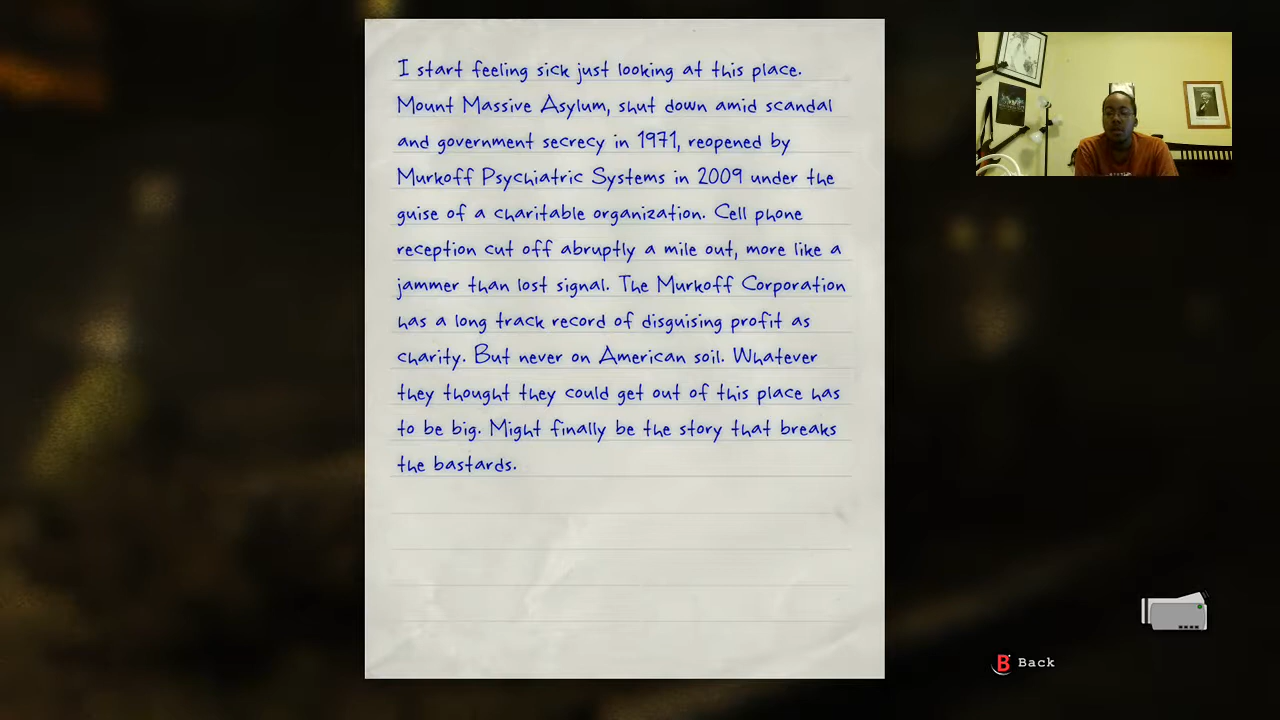 I start feeling sick just looking at this place.
Mount Massive Asylum, shut down amid scandal
and government secrecy in 1971, reopened by
Murkoff Psychiatric Systems in 2009 under the
guise of a charitable organization. Cell phone
reception cut off abruptly a mile out, more like a
jammer than lost signal. The Murkoff Corporation
has a long track record of disguising profit as
charity. But never on American soil. Whatever
they thought they could get out of this place has
to be big. Might finally be the story that breaks
the bastards.
B Back